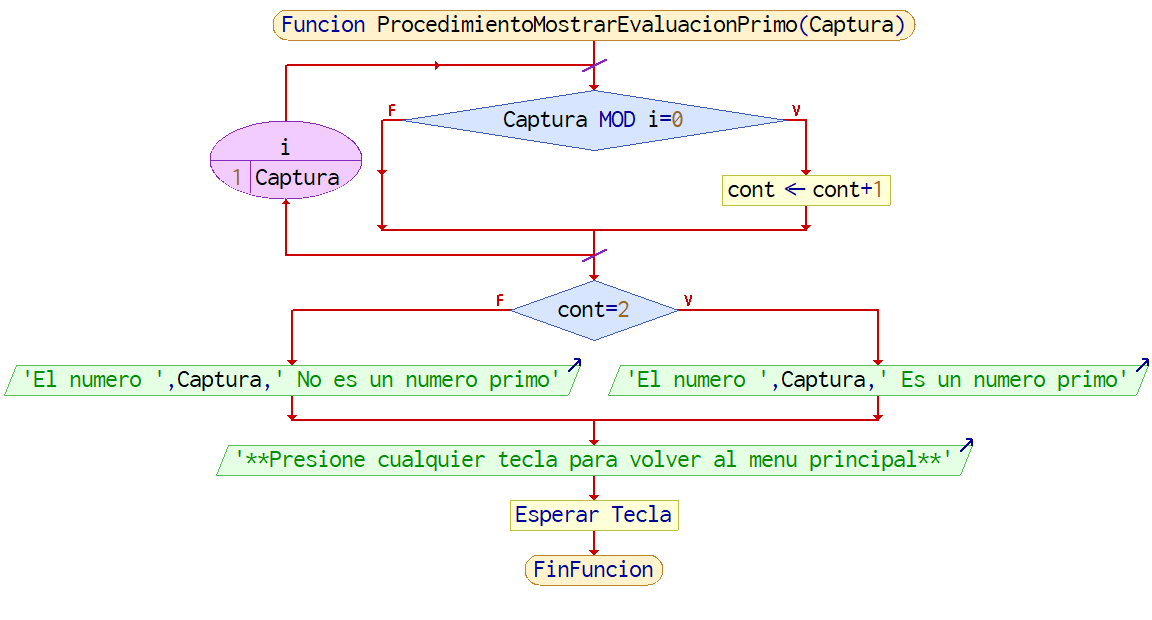 Funcion ProcedimientoMostrarEvaluacionPrimo(Captura)
F
V
Captura MOD i=0
i
1 Captura
cont ← cont+1
F
V
cont=2
'El numero ',Captura,' No es un numero primo'
'El numero ',Captura,' Es un numero primo'
'**Presione cualquier tecla para volver al menu principal**'
Esperar Tecla
FinFuncion